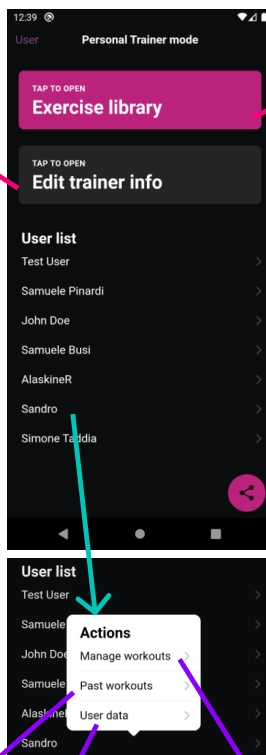 12:39
User Personal Trainer mode
TAP TO OPEN
Exercise library
TAP TO OPEN
Edit trainer info
User list
Test User
Samuele Pinardi
John Doe
Samuele Busi
AlaskineR
Sandro
Simone Taddia
User list
Test User
Samuele
Actions
John Doe
Manage workouts
Samuele
Past workouts
User data
Sandro